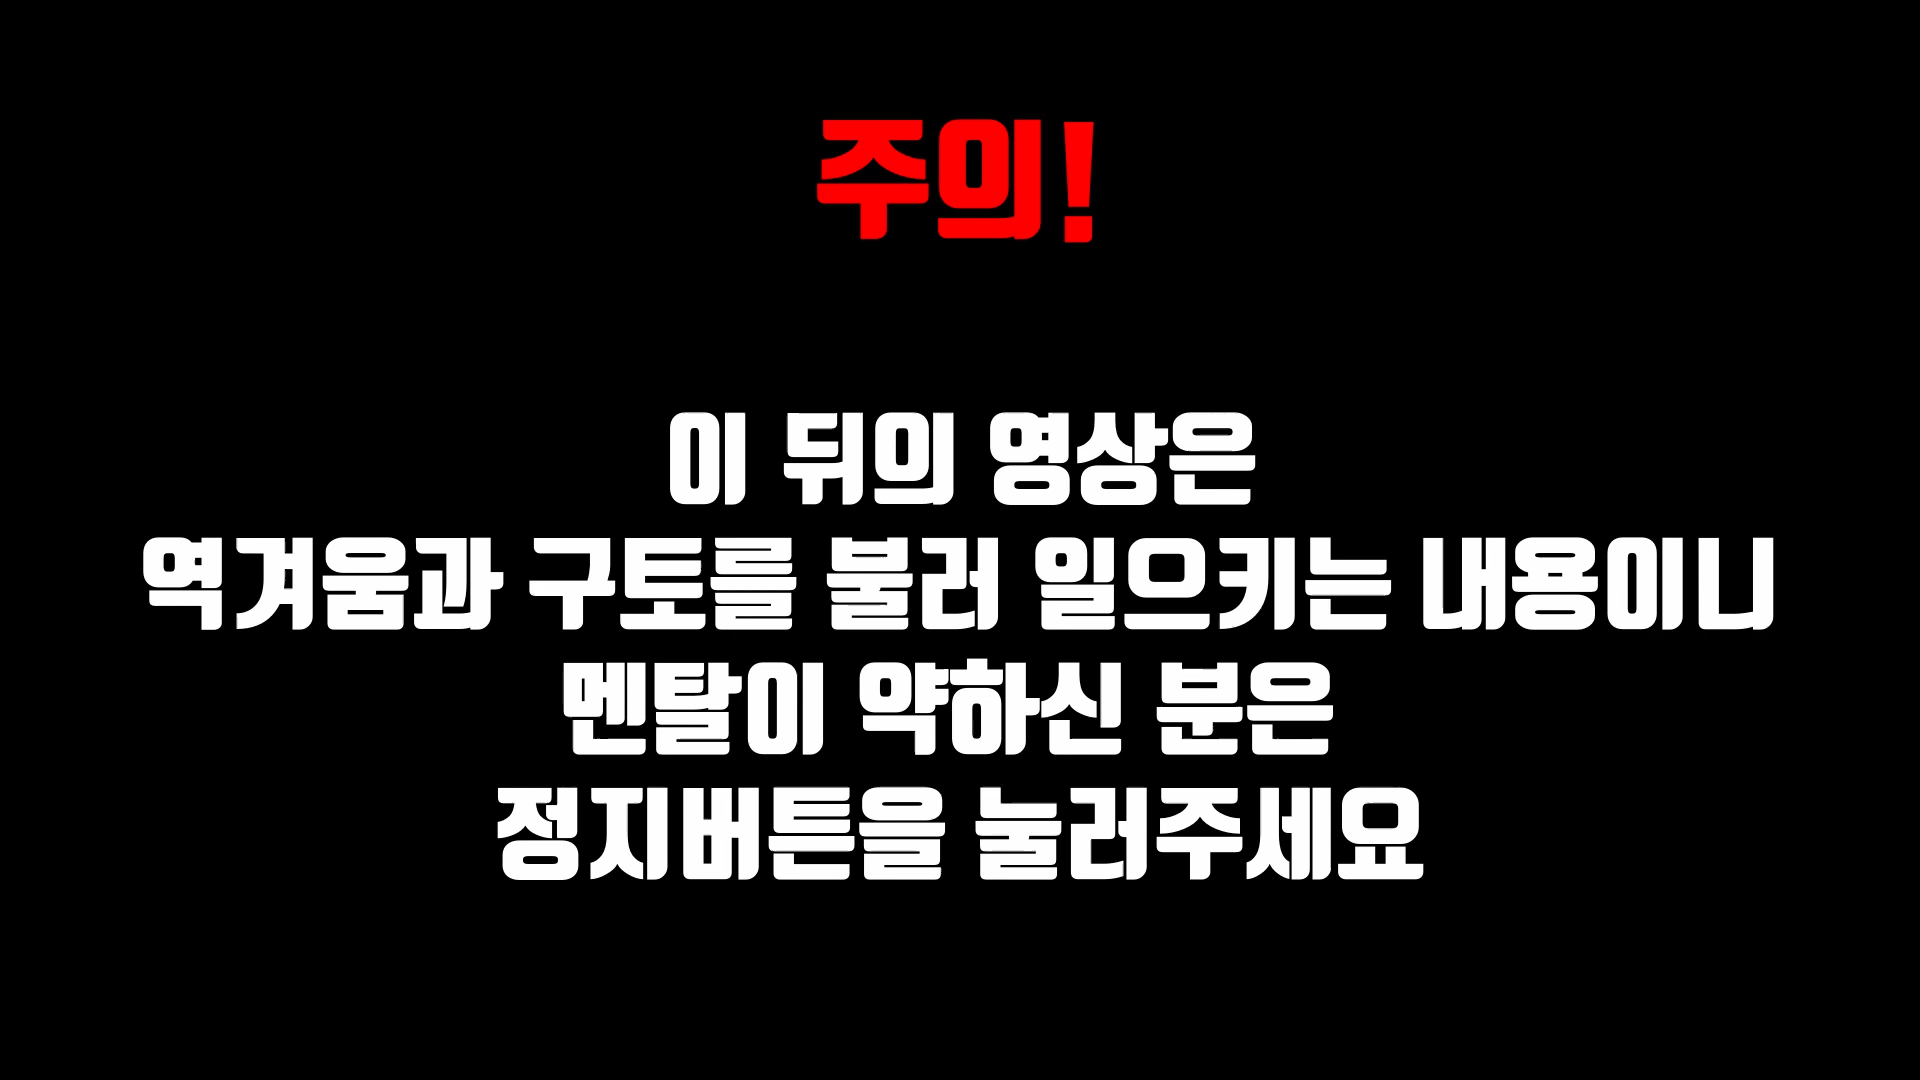 주의!
이 뒤의 영상은
역겨움과 구토를 불러 일으키는 내용이니
멘탈이 약하신 분은
정지버튼을 눌러주세요